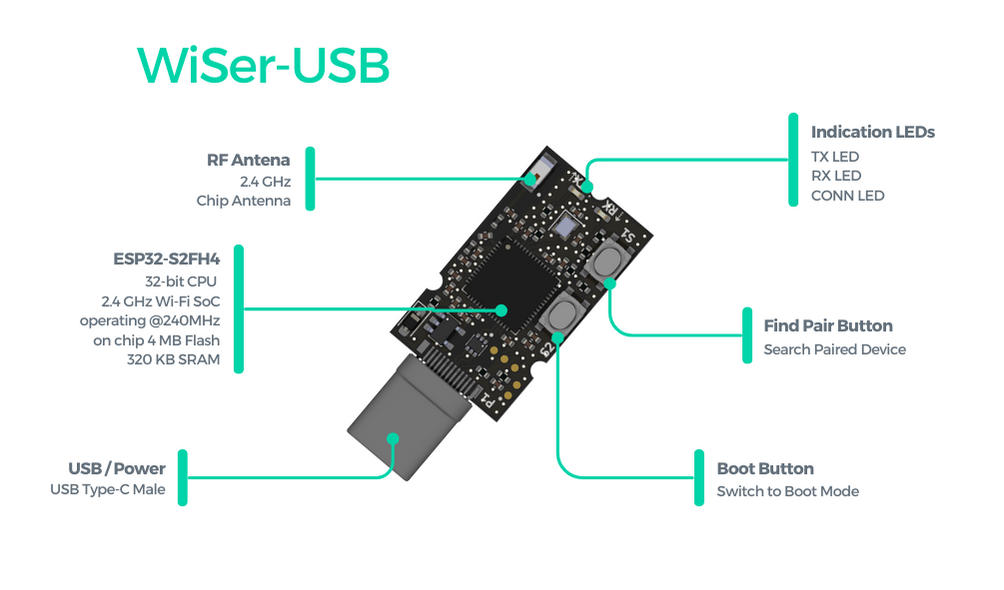 WiSer-USB
RF Antena
2.4 GHz
Chip Antenna
ESP32-S2FH4
32-bit CPU
2.4 GHz Wi-Fi SoC
operating @240MHz
on chip 4 MB Flash
320 KB SRAM
USB / Power
USB Type-C Male
Indication LEDs
TX LED
RX LED
CONN LED
Find Pair Button
Search Paired Device
Boot Button
Switch to Boot Mode
RX
S1
S2
P1